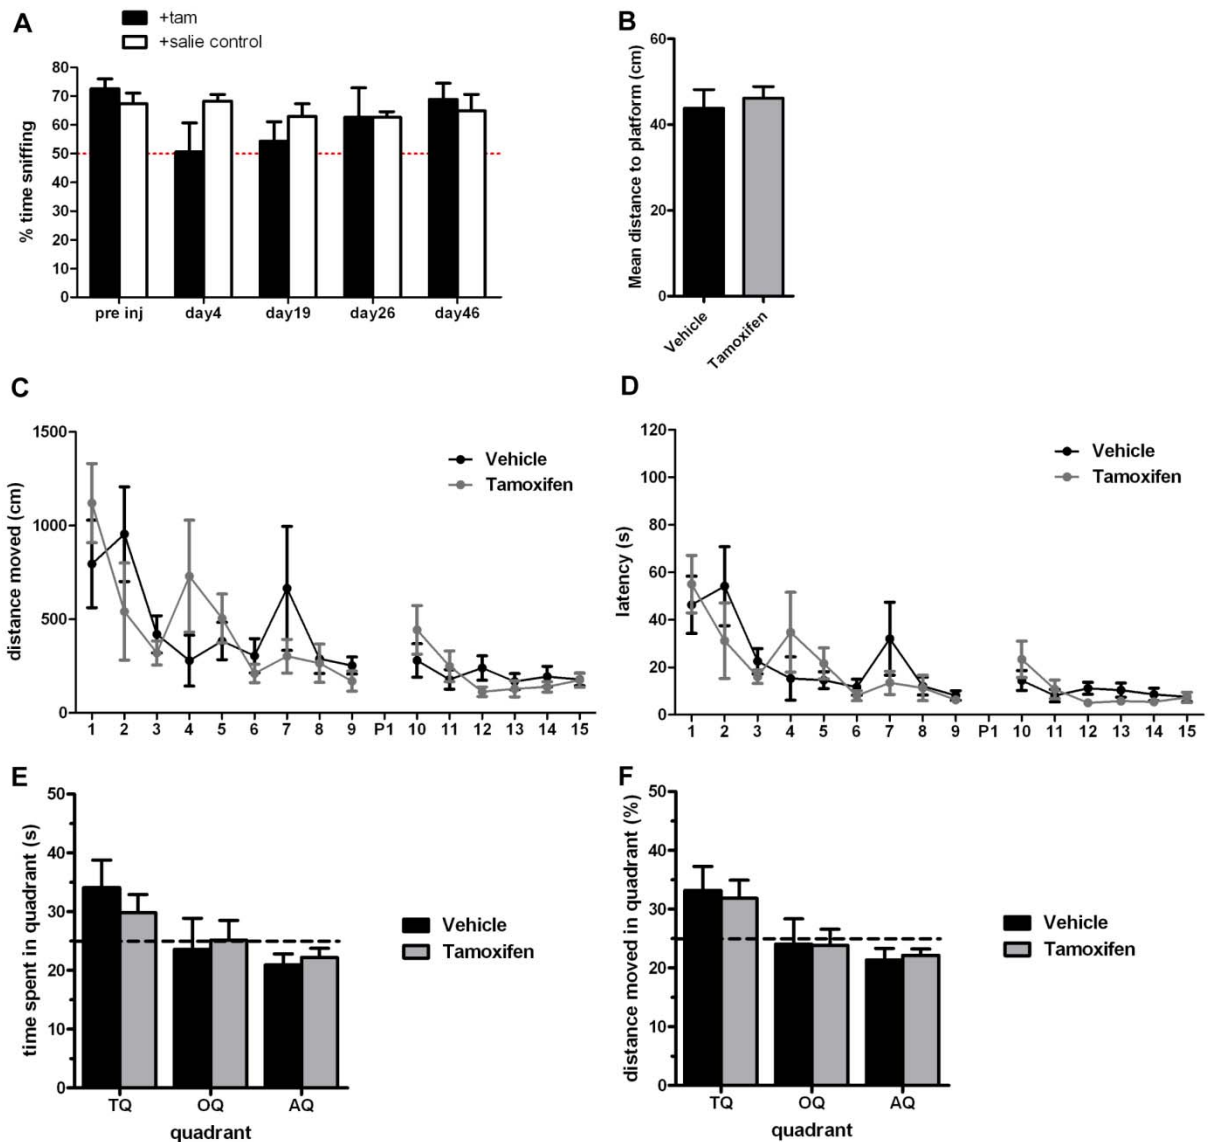 A
+tam
+salie control
% time sniffing
80
70
60
50
40
30
20
10
0
pre inj day4 day19 day26 day46
B
Mean distance to platform (cm)
60
40
20
0
Vehicle Tamoxifen
C
distance moved (cm)
1500
1000
500
0
Vehicle
Tamoxifen
1 2 3 4 5 6 7 8 9 P1 10 11 12 13 14 15
D
latency (s)
120
100
80
60
40
20
0
Vehicle
Tamoxifen
1 2 3 4 5 6 7 8 9 P1 10 11 12 13 14 15
E
time spent in quadrant (s)
50
40
30
20
10
0
Vehicle
Tamoxifen
TQ OQ AQ
quadrant
F
distance moved in quadrant (%)
50
40
30
20
10
0
Vehicle
Tamoxifen
TQ OQ AQ
quadrant